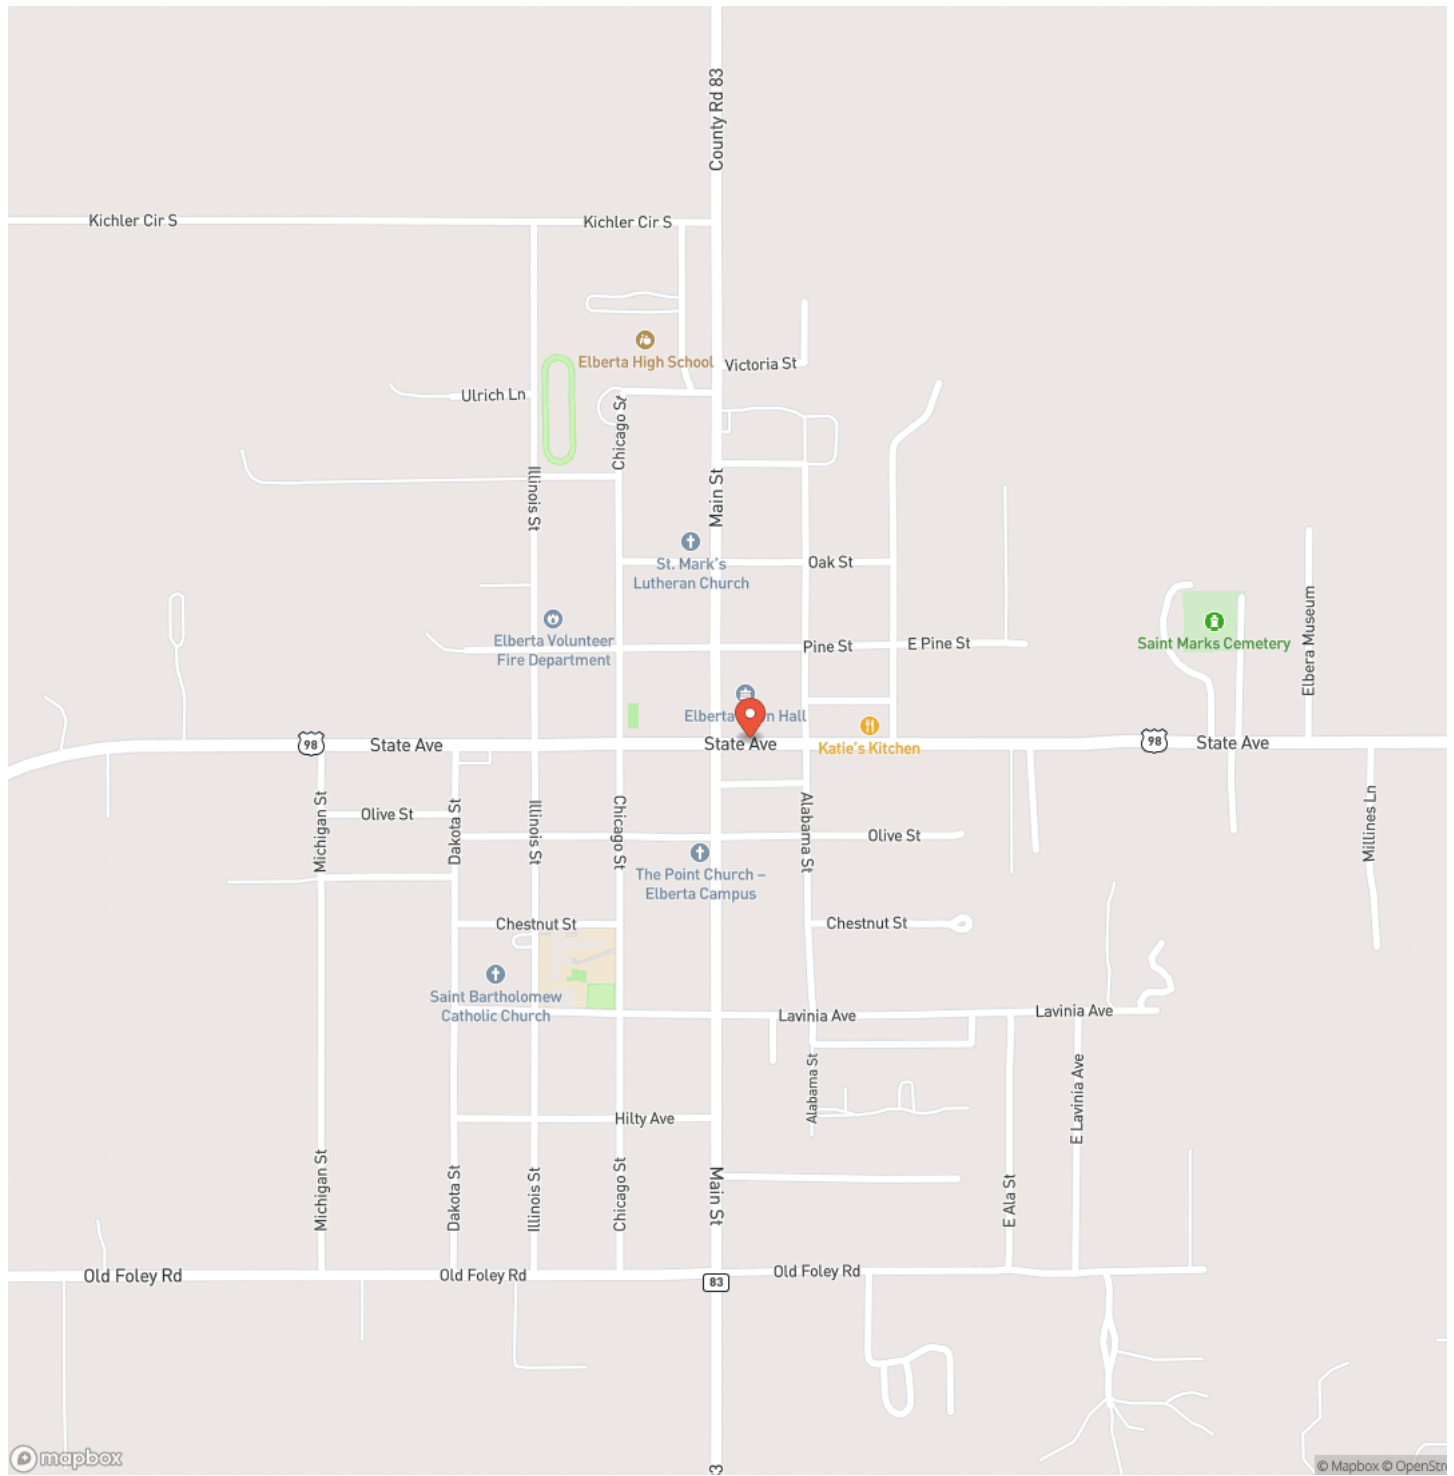 County Rd 83
Kichler Cir S
Kichler Cir S
Elberta High School
Victoria St
Ulrich Ln
Chicago St
Illinois St
Main St
St. Mark's
Lutheran Church
Oak St
Elberta Volunteer
Fire Department
Pine St
E Pine St
Saint Marks Cemetery
Elbera Museum
Elberta
n Hall
98
State Ave
State Ave
Katie's Kitchen
98
State Ave
Michigan St
Olive St
Dakota St
Illinois St
Chicago St
Alabama St
Olive St
Millines Ln
The Point Church –
Elberta Campus
Chestnut St
Chestnut St
Saint Bartholomew
Catholic Church
Lavinia Ave
Lavinia Ave
Alabama St
E Lavinia Ave
Hilty Ave
Michigan St
Dakota St
Illinois St
Chicago St
Main St
E Ala St
Old Foley Rd
Old Foley Rd
Old Foley Rd
83
mapbox
© Mapbox © OpenStre